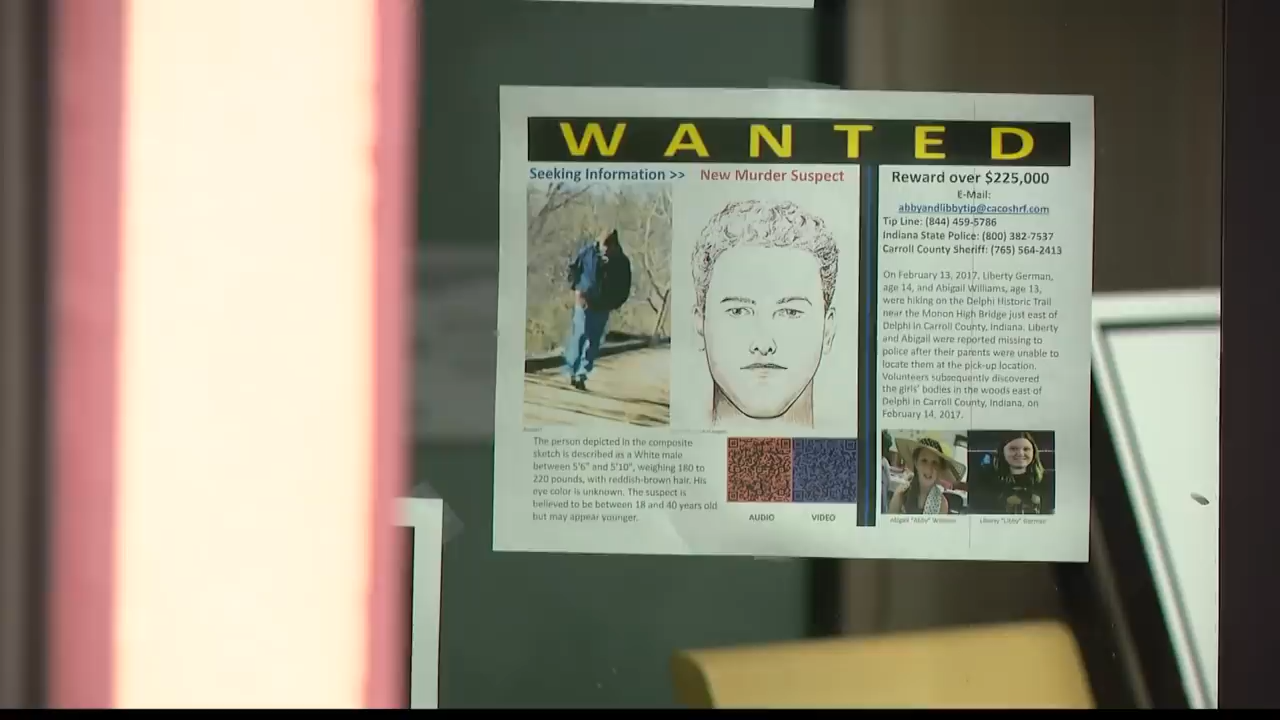 WANTED
Seeking Information >> New Murder Suspect
The person depicted in the composite
sketch is described as a White male
between 5'6" and 5'10", weighing 180 to
220 pounds, with reddish-brown hair. His
eye color is unknown. The suspect is
believed to be between 18 and 40 years old
but may appear younger.
AUDIO VIDEO
Reward over $225,000
E-Mail:
abbyandlibbytip@cacoshrf.com
Tip Line: (844) 459-5786
Indiana State Police: (800) 382-7537
Carroll County Sheriff: (765) 564-2413
On February 13, 2017, Liberty German,
age 14, and Abigail Williams, age 13,
were hiking on the Delphi Historic Trail
near the Monon High Bridge just east of
Delphi in Carroll County, Indiana. Liberty
and Abigail were reported missing to
police after their parents were unable to
locate them at the pick-up location.
Volunteers subsequently discovered
the girls' bodies in the woods east of
Delphi in Carroll County, Indiana, on
February 14, 2017.
Abigail "Abby" Williams Liberty "Libby" German